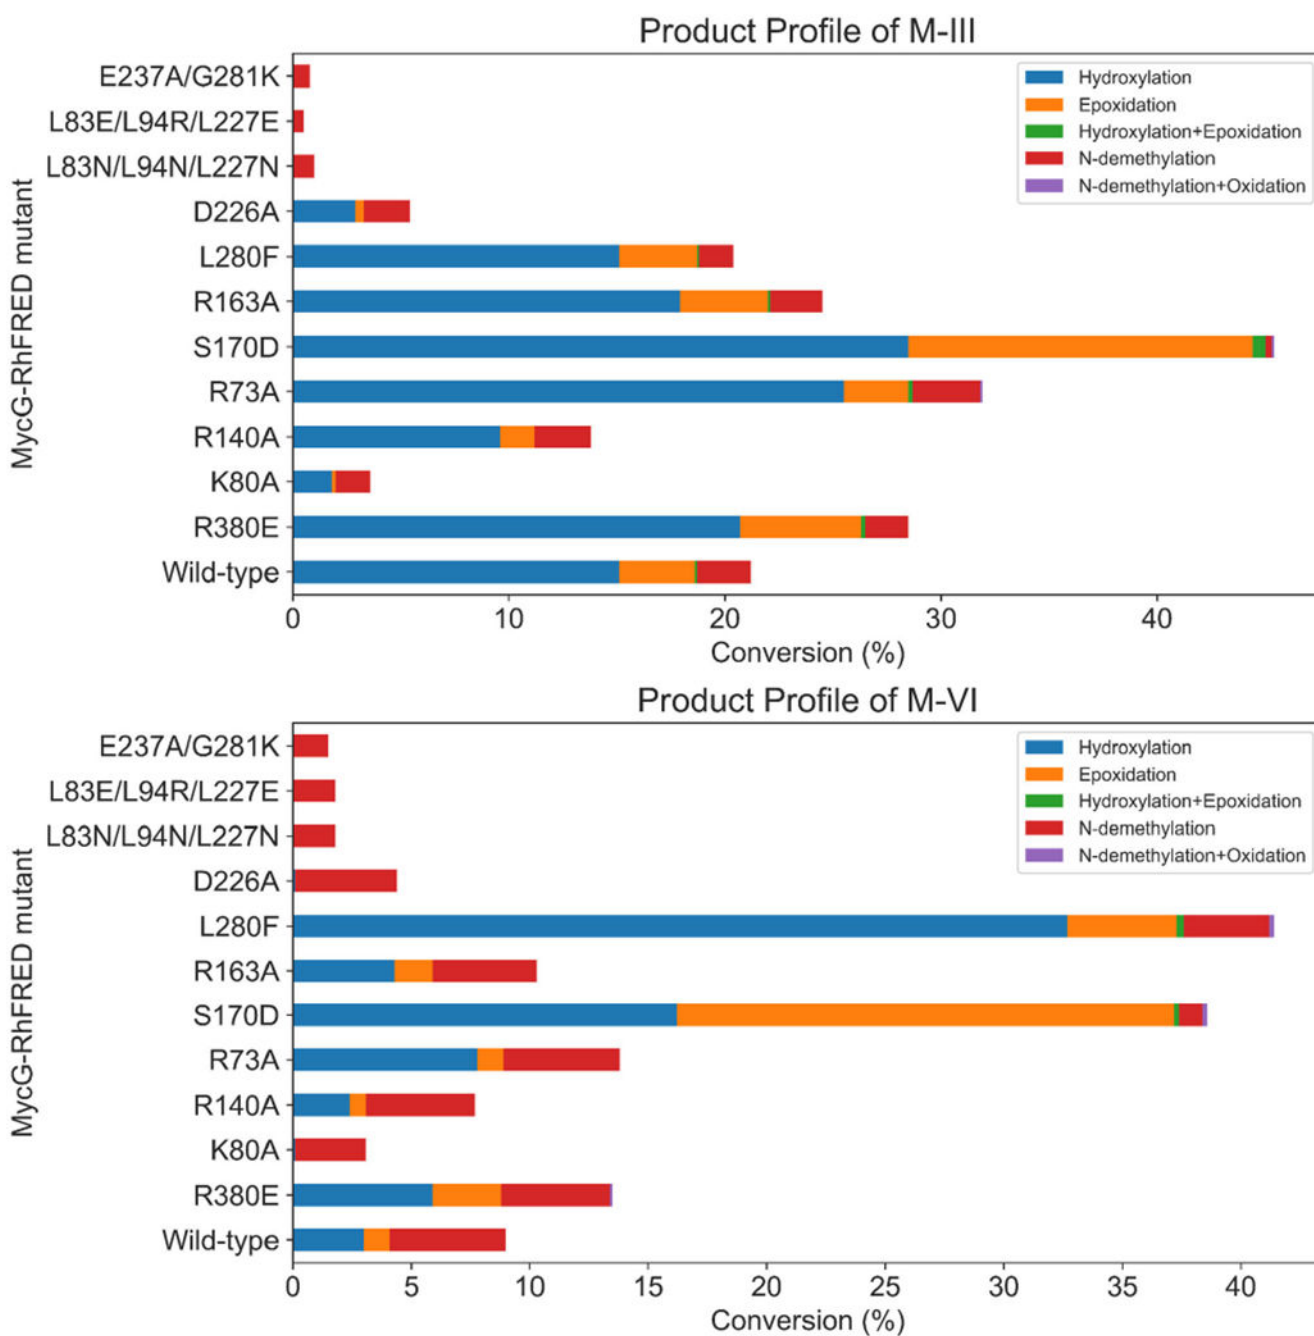 Product Profile of M-III
MycG-RhFRED mutant
E237A/G281K
L83E/L94R/L227E
L83N/L94N/L227N
D226A
L280F
R163A
S170D
R73A
R140A
K80A
R380E
Wild-type
Hydroxylation
Epoxidation
Hydroxylation+Epoxidation
N-demethylation
N-demethylation+Oxidation
0 10 20 30 40
Conversion (%)
Product Profile of M-VI
MycG-RhFRED mutant
E237A/G281K
L83E/L94R/L227E
L83N/L94N/L227N
D226A
L280F
R163A
S170D
R73A
R140A
K80A
R380E
Wild-type
Hydroxylation
Epoxidation
Hydroxylation+Epoxidation
N-demethylation
N-demethylation+Oxidation
0 5 10 15 20 25 30 35 40
Conversion (%)